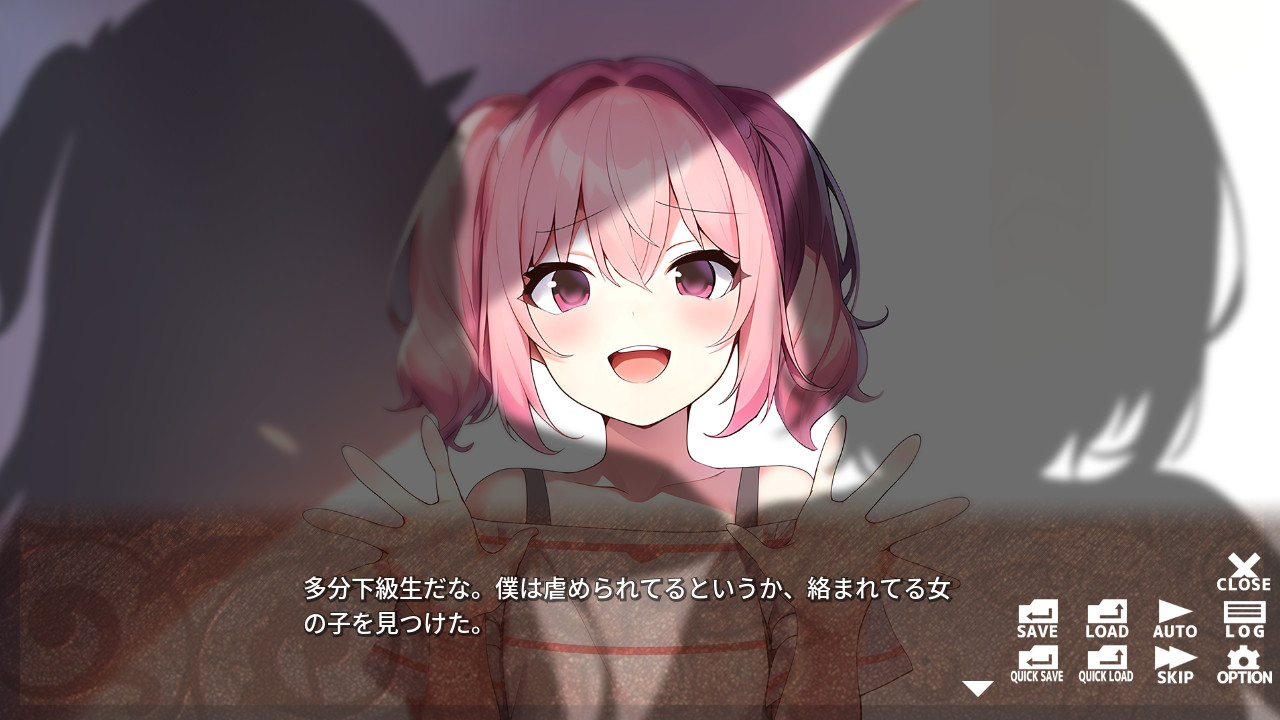 多分下級生だな。僕は虐められてるというか、絡まれてる女
の子を見つけた。
CLOSE
SAVE
LOAD
AUTO
LOG
QUICK SAVE
QUICK LOAD
SKIP
OPTION